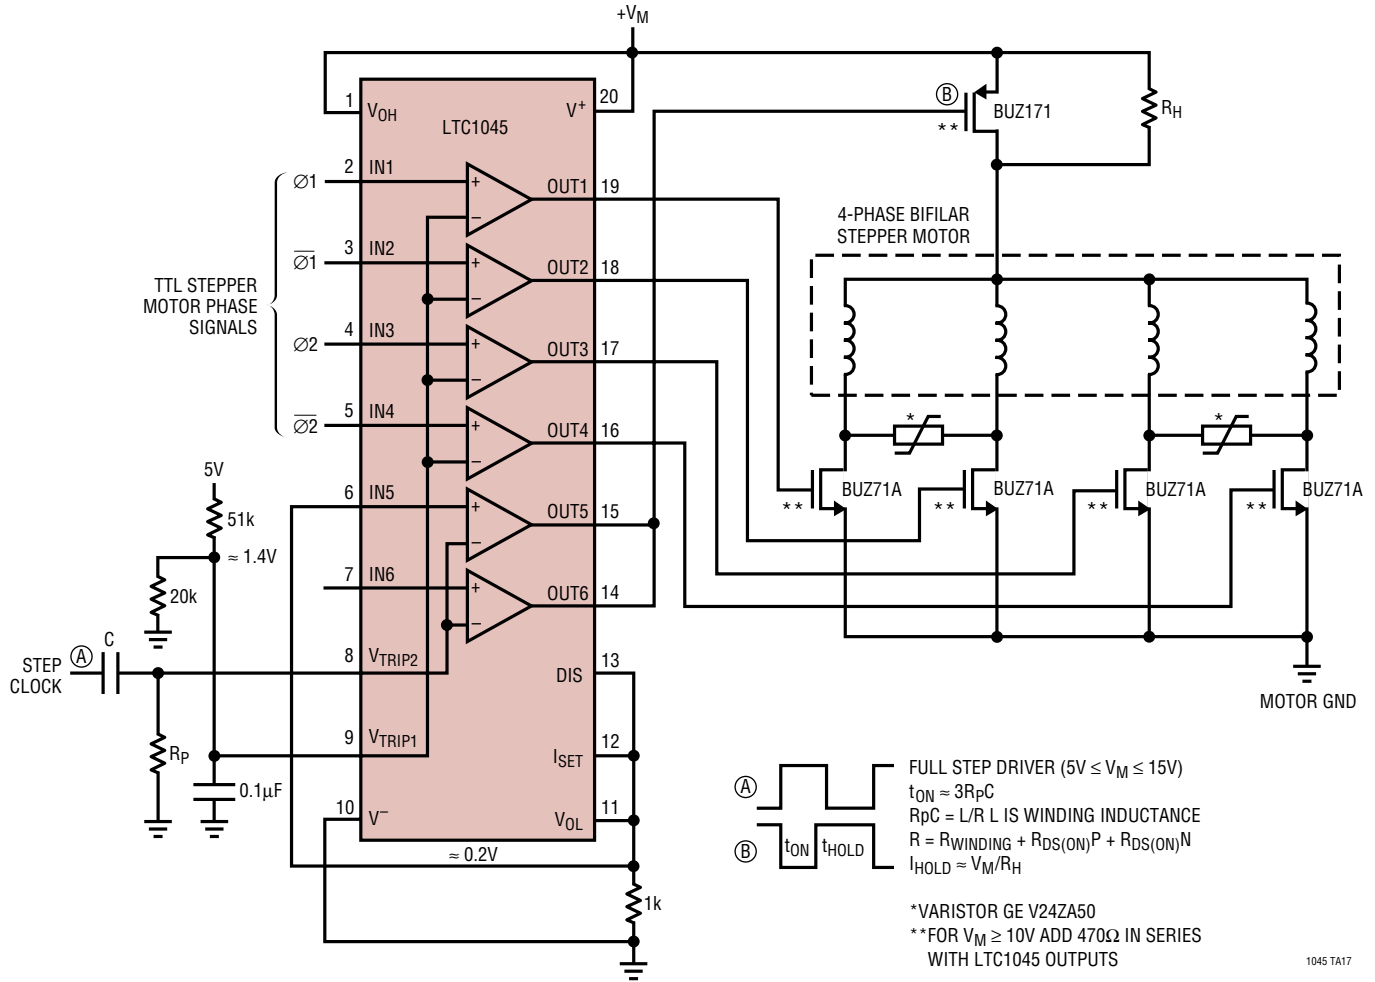 +VM
1
VOH
LTC1045
V+
20
B
**
BUZ171
RH
2
IN1
+
−
OUT1
19
Ø1
3
IN2
+
−
OUT2
18
Ø1
4
IN3
+
−
OUT3
17
Ø2
5
IN4
+
−
OUT4
16
Ø2
TTL STEPPER
MOTOR PHASE
SIGNALS
4-PHASE BIFILAR
STEPPER MOTOR
*
*
**
BUZ71A
**
BUZ71A
**
BUZ71A
**
BUZ71A
5V
51k
≈ 1.4V
20k
6
IN5
+
−
OUT5
15
7
IN6
+
−
OUT6
14
STEP
CLOCK
A
C
8
VTRIP2
DIS
13
RP
9
VTRIP1
ISET
12
0.1µF
10
V−
VOL
11
≈ 0.2V
1k
MOTOR GND
A
B
tON
tHOLD
FULL STEP DRIVER (5V ≤ VM ≤ 15V)
tON ≈ 3RPC
RpC = L/R L IS WINDING INDUCTANCE
R = RWINDING + RDS(ON)P + RDS(ON)N
IHOLD ≈ VM/RH
*VARISTOR GE V24ZA50
**FOR VM ≥ 10V ADD 470Ω IN SERIES
WITH LTC1045 OUTPUTS
1045 TA17